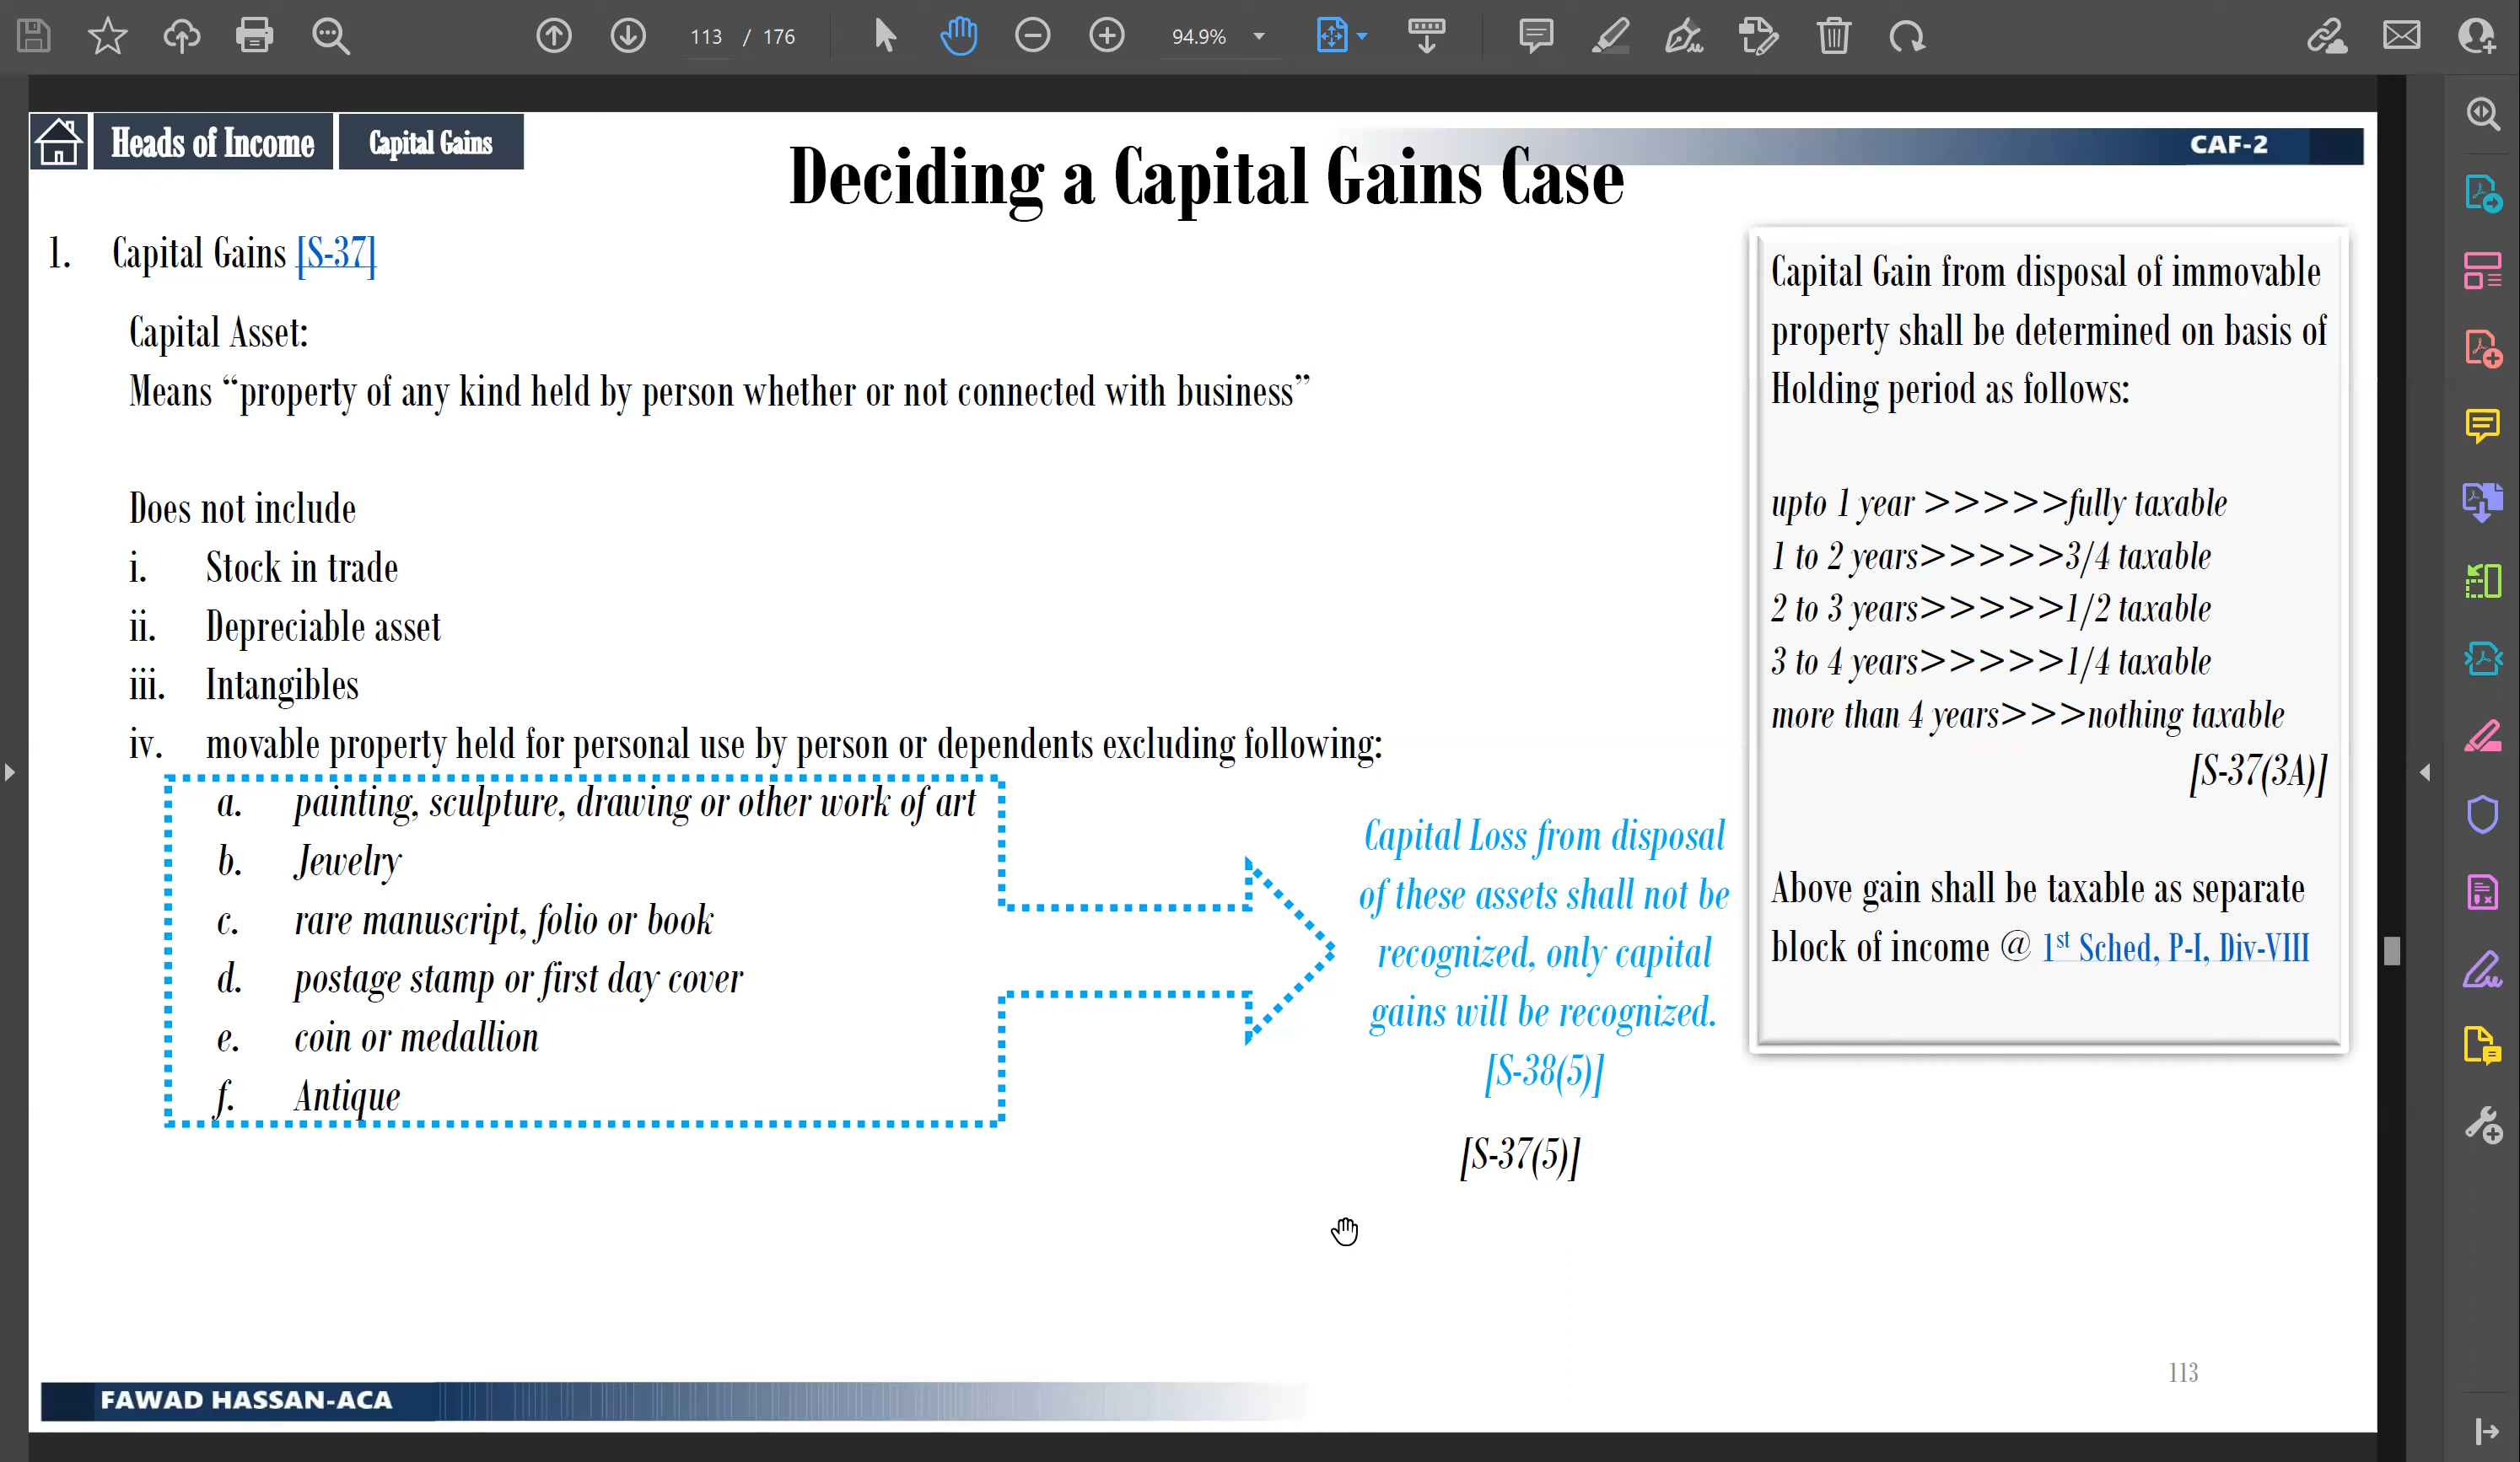 113 / 176
94.9%
Heads of Income
Capital Gains
CAF-2
Deciding a Capital Gains Case
1. Capital Gains [S-37]
Capital Asset:
Means “property of any kind held by person whether or not connected with business”
Does not include
i. Stock in trade
ii. Depreciable asset
iii. Intangibles
iv. movable property held for personal use by person or dependents excluding following:
a. painting, sculpture, drawing or other work of art
b. Jewelry
c. rare manuscript, folio or book
d. postage stamp or first day cover
e. coin or medallion
f. Antique
Capital Loss from disposal
of these assets shall not be
recognized, only capital
gains will be recognized.
[S-38(5)]
[S-37(5)]
Capital Gain from disposal of immovable
property shall be determined on basis of
Holding period as follows:
upto 1 year >>>>>fully taxable
1 to 2 years>>>>>3/4 taxable
2 to 3 years>>>>>1/2 taxable
3 to 4 years>>>>>1/4 taxable
more than 4 years>>>nothing taxable
[S-37(3A)]
Above gain shall be taxable as separate
block of income @ 1st Sched, P-I, Div-VIII
113
FAWAD HASSAN-ACA